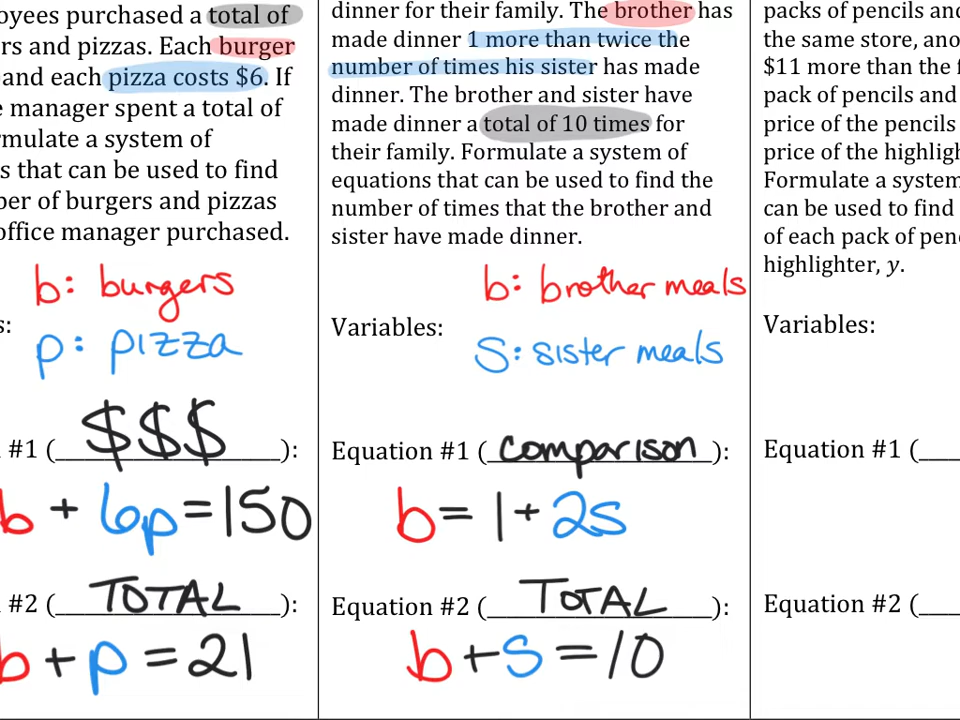 oyees purchased a total of
rs and pizzas. Each burger
and each pizza costs $6. If
e manager spent a total of
rmulate a system of
s that can be used to find
ber of burgers and pizzas
office manager purchased.
b: burgers
s:
p: pizza
#1 ( $$$ ):
b + 6p = 150
#2 ( TOTAL ):
b + p = 21
dinner for their family. The brother has
made dinner 1 more than twice the
number of times his sister has made
dinner. The brother and sister have
made dinner a total of 10 times for
their family. Formulate a system of
equations that can be used to find the
number of times that the brother and
sister have made dinner.
b: brother meals
Variables:
S: sister meals
Equation #1 ( comparison ):
b = 1 + 2s
Equation #2 ( TOTAL ):
b + s = 10
packs of pencils and
the same store, ano
$11 more than the f
pack of pencils and
price of the pencils
price of the highligh
Formulate a system
can be used to find
of each pack of pen
highlighter, y.
Variables:
Equation #1 (
Equation #2 (